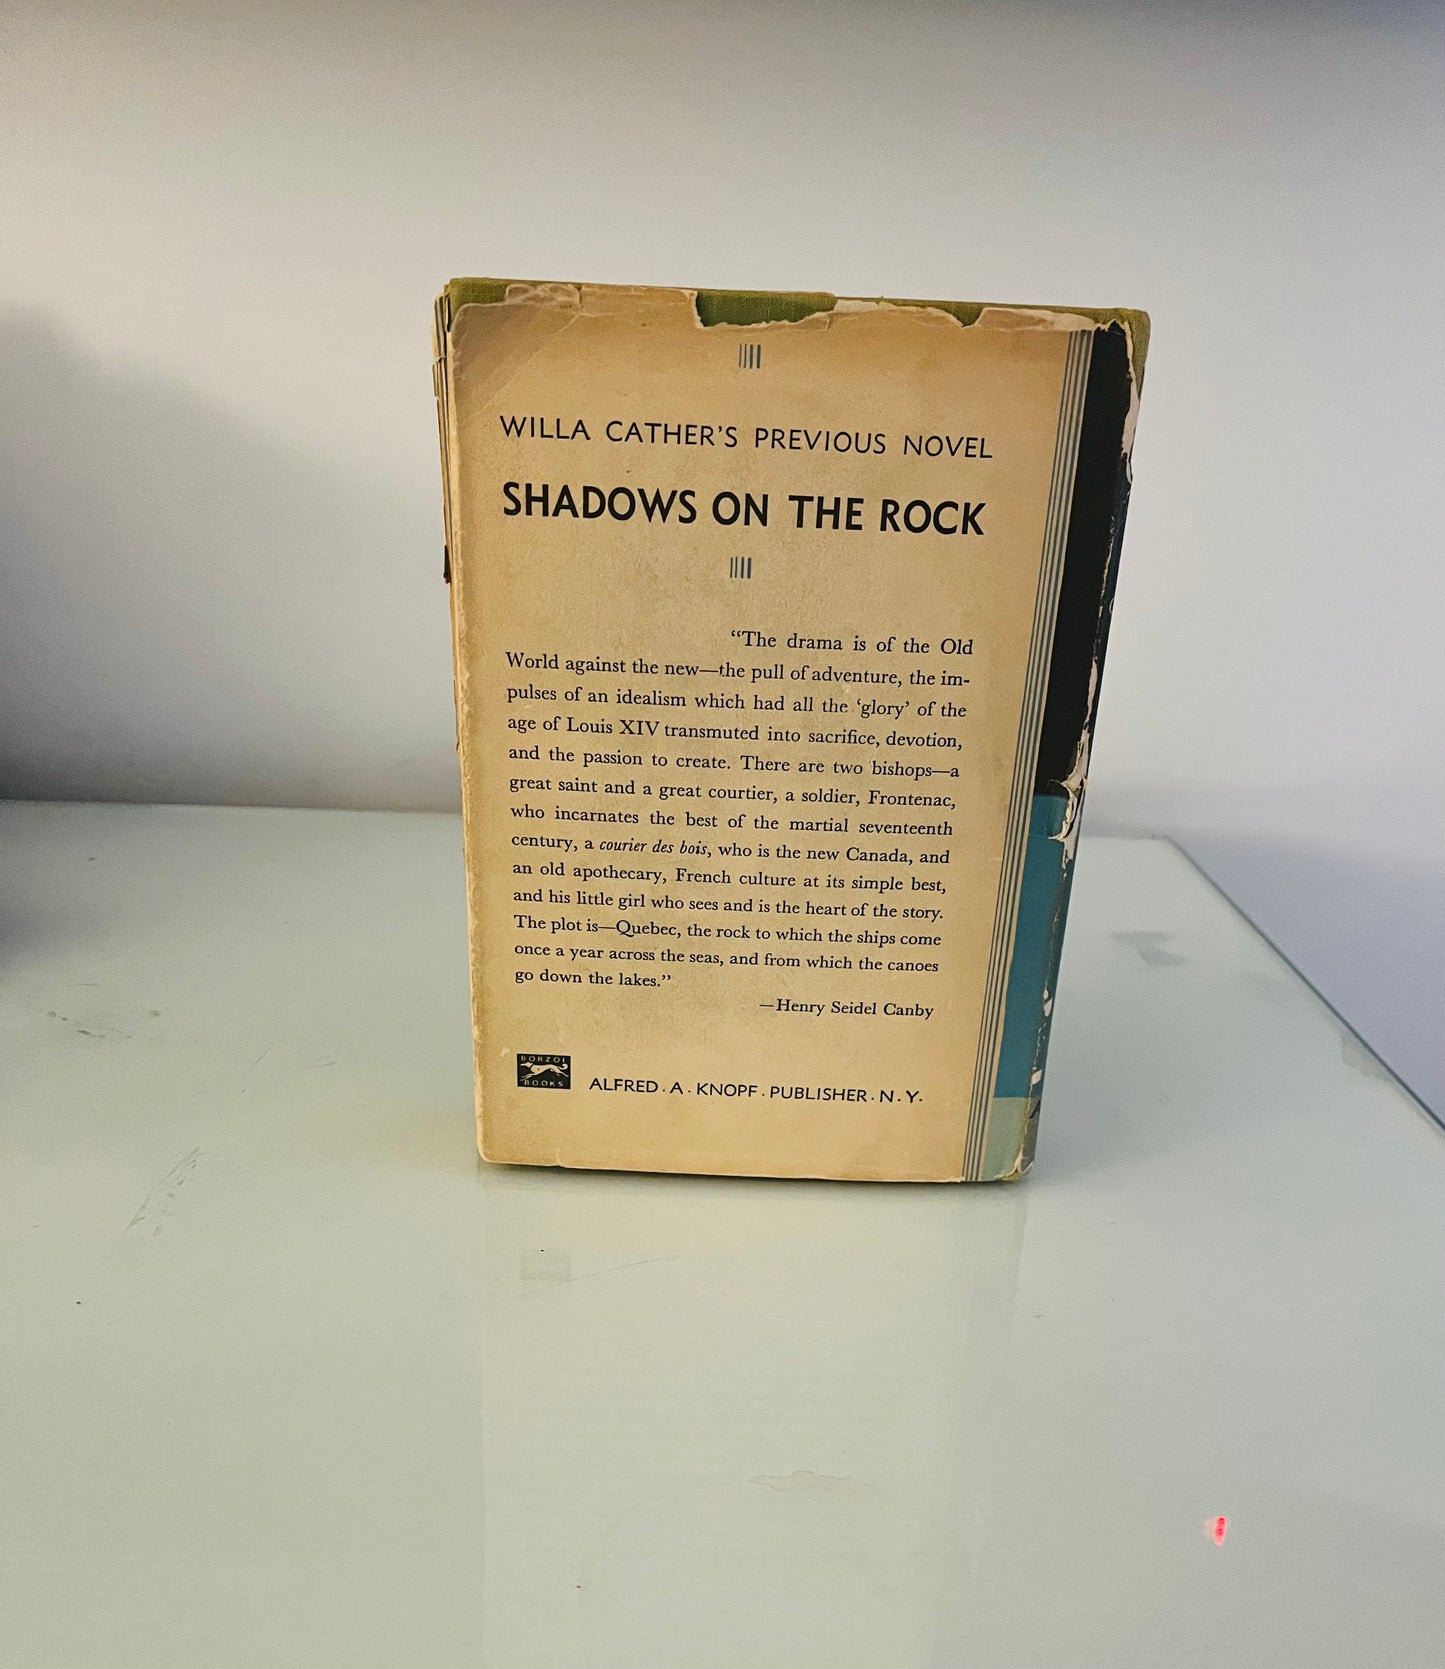 WILLA CATHER'S PREVIOUS NOVEL
SHADOWS ON THE ROCK
“The drama is of the Old
World against the new—the pull of adventure, the im-
pulses of an idealism which had all the ‘glory’ of the
age of Louis XIV transmuted into sacrifice, devotion,
and the passion to create. There are two bishops—a
great saint and a great courtier, a soldier, Frontenac,
who incarnates the best of the martial seventeenth
century, a courier des bois, who is the new Canada, and
an old apothecary, French culture at its simple best,
and his little girl who sees and is the heart of the story.
The plot is—Quebec, the rock to which the ships come
once a year across the seas, and from which the canoes
go down the lakes.”
—Henry Seidel Canby
BORZOI
BOOKS
ALFRED · A · KNOPF · PUBLISHER · N · Y ·